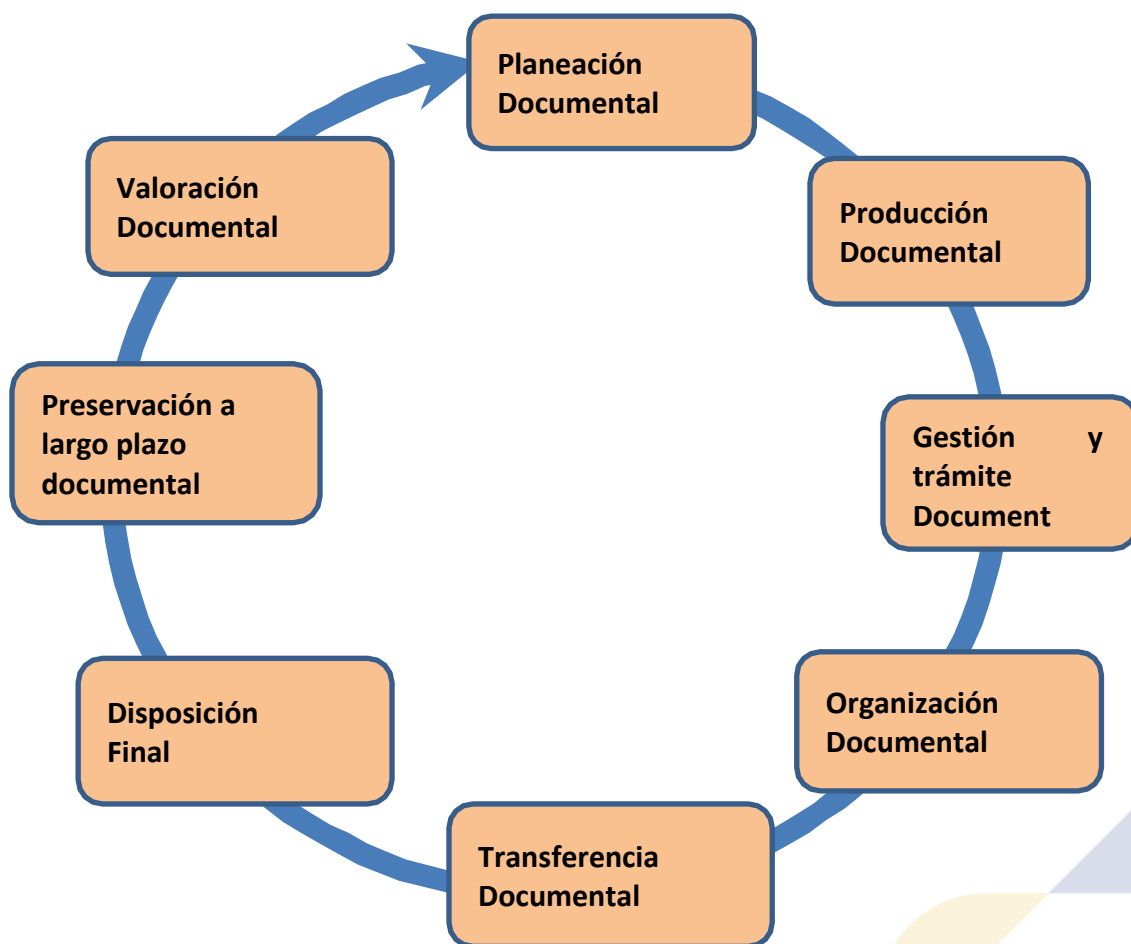 Planeación
Documental
Producción
Documental
Gestión y
trámite
Document
Organización
Documental
Transferencia
Documental
Disposición
Final
Preservación a
largo plazo
documental
Valoración
Documental